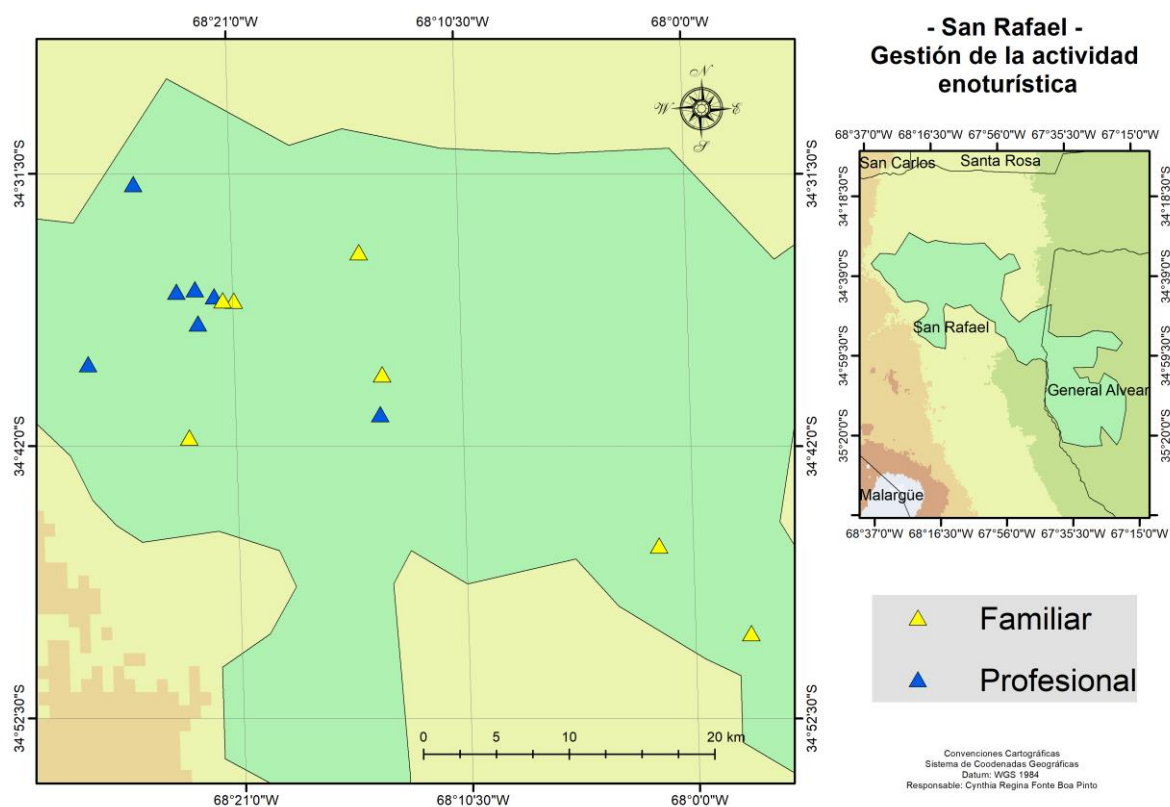 68°21'0"W 68°10'30"W 68°0'0"W
34°31'30"S 34°31'30"S
34°42'0"S 34°42'0"S
34°52'30"S 34°52'30"S
N
W E
S
0 5 10 20 km
68°21'0"W 68°10'30"W 68°0'0"W
- San Rafael -
Gestión de la actividad
enoturística
68°37'0"W 68°16'30"W 67°56'0"W 67°35'30"W 67°15'0"W
San Carlos Santa Rosa
34°18'30"S 34°18'30"S
34°39'0"S 34°39'0"S
San Rafael
34°59'30"S 34°59'30"S
General Alvear
35°20'0"S 35°20'0"S
Malargüe
68°37'0"W 68°16'30"W 67°56'0"W 67°35'30"W 67°15'0"W
Familiar
Profesional
Convenciones Cartográficas
Sistema de Coodenadas Geográficas
Datum: WGS 1984
Responsable: Cynthia Regina Fonte Boa Pinto